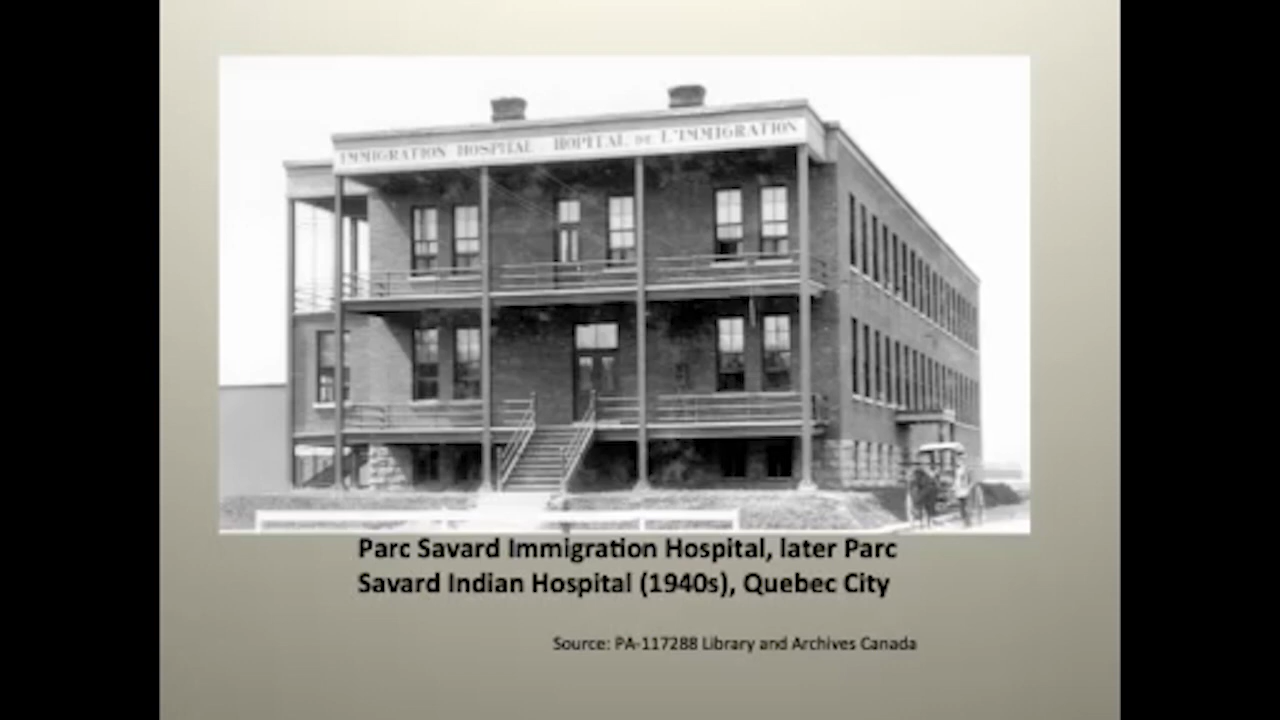 IMMIGRATION HOSPITAL HOPITAL DE L'IMMIGRATION
Parc Savard Immigration Hospital, later Parc
Savard Indian Hospital (1940s), Quebec City
Source: PA-117288 Library and Archives Canada